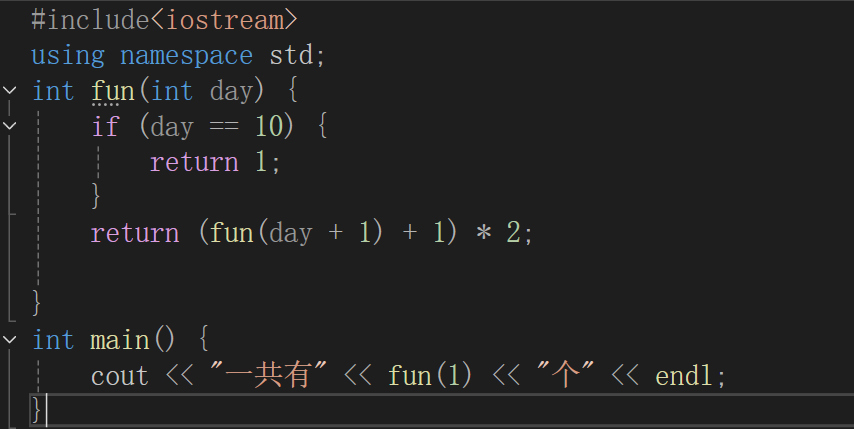 #include<iostream>
using namespace std;
int fun(int day) {
    if (day == 10) {
        return 1;
    }
    return (fun(day + 1) + 1) * 2;

}
int main() {
    cout << "一共有" << fun(1) << "个" << endl;
}